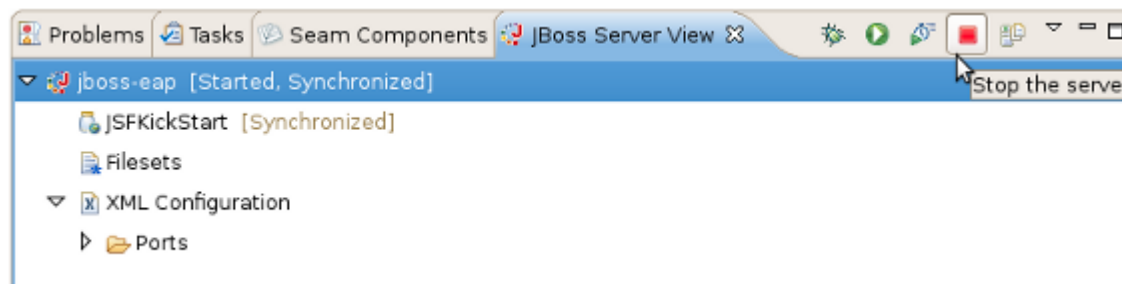 Problems Tasks Seam Components JBoss Server View
jboss-eap [Started, Synchronized]
Stop the serve
JSFKickStart [Synchronized]
Filesets
XML Configuration
Ports